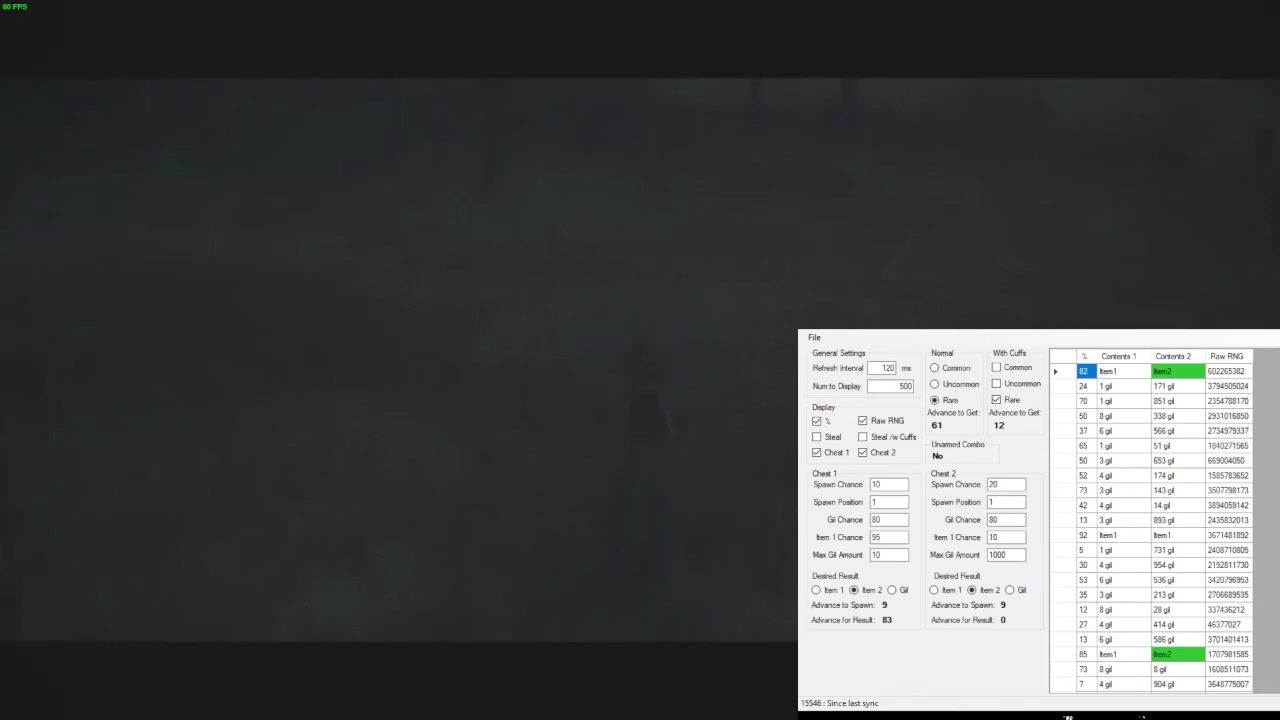 60 FPS
File
General Settings
Refresh Interval 120 ms
Num to Display 500
Display
%
Raw RNG
Steal
Steal /w Cuffs
Chest 1
Chest 2
Normal
Common
Uncommon
Rare
Advance to Get:
61
With Cuffs
Common
Uncommon
Rare
Advance to Get:
12
Unarmed Combo
No
Chest 1
Spawn Chance 10
Spawn Position 1
Gil Chance 80
Item 1 Chance 95
Max Gil Amount 10
Desired Result
Item 1 Item 2 Gil
Advance to Spawn: 9
Advance for Result: 83
Chest 2
Spawn Chance 20
Spawn Position 1
Gil Chance 80
Item 1 Chance 10
Max Gil Amount 1000
Desired Result
Item 1 Item 2 Gil
Advance to Spawn: 9
Advance for Result: 0
% Contents 1 Contents 2 Raw RNG
82 Item1 Item2 602265382
24 1 gil 171 gil 3794505024
70 1 gil 851 gil 2354788170
50 8 gil 338 gil 2931016850
37 6 gil 566 gil 2734979337
65 1 gil 51 gil 1840271565
50 3 gil 653 gil 669004050
52 4 gil 174 gil 1585783652
73 3 gil 143 gil 3507798173
42 4 gil 14 gil 3894059142
13 3 gil 893 gil 2435832013
92 Item1 Item1 3671481892
5 1 gil 731 gil 2408710805
30 4 gil 954 gil 2192811730
53 6 gil 536 gil 3420796953
35 3 gil 213 gil 2706689535
12 8 gil 28 gil 337436212
27 4 gil 414 gil 46377027
13 6 gil 586 gil 3701401413
85 Item1 Item2 1707981585
73 8 gil 8 gil 1608511073
7 4 gil 904 gil 3648775007
15546 : Since last sync